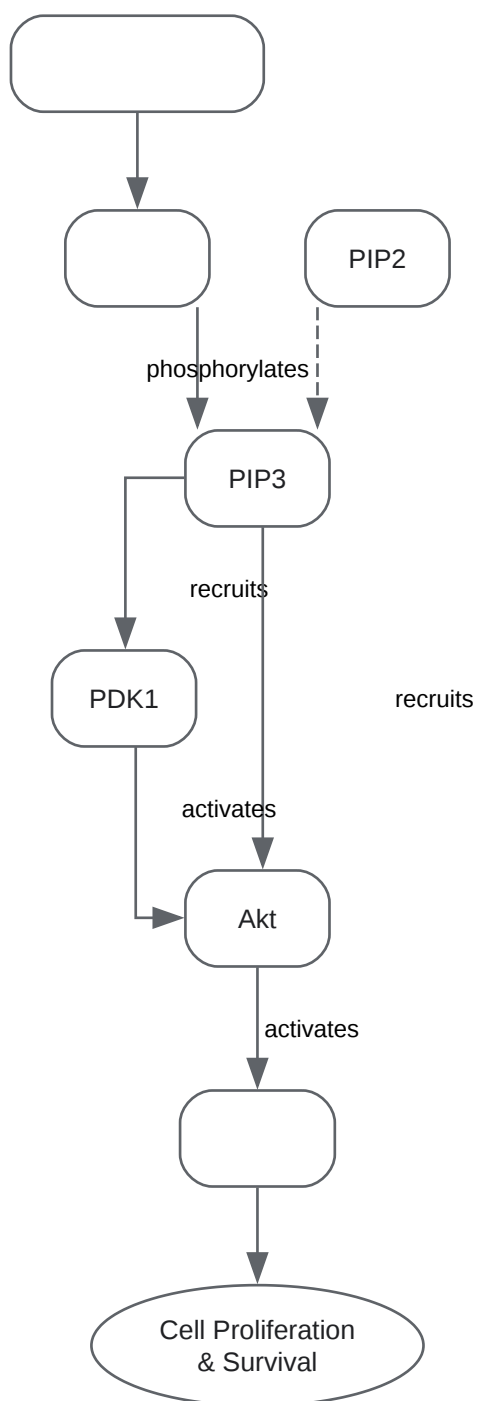 PIP2
phosphorylates
PIP3
recruits
PDK1
recruits
activates
Akt
activates
Cell Proliferation
& Survival